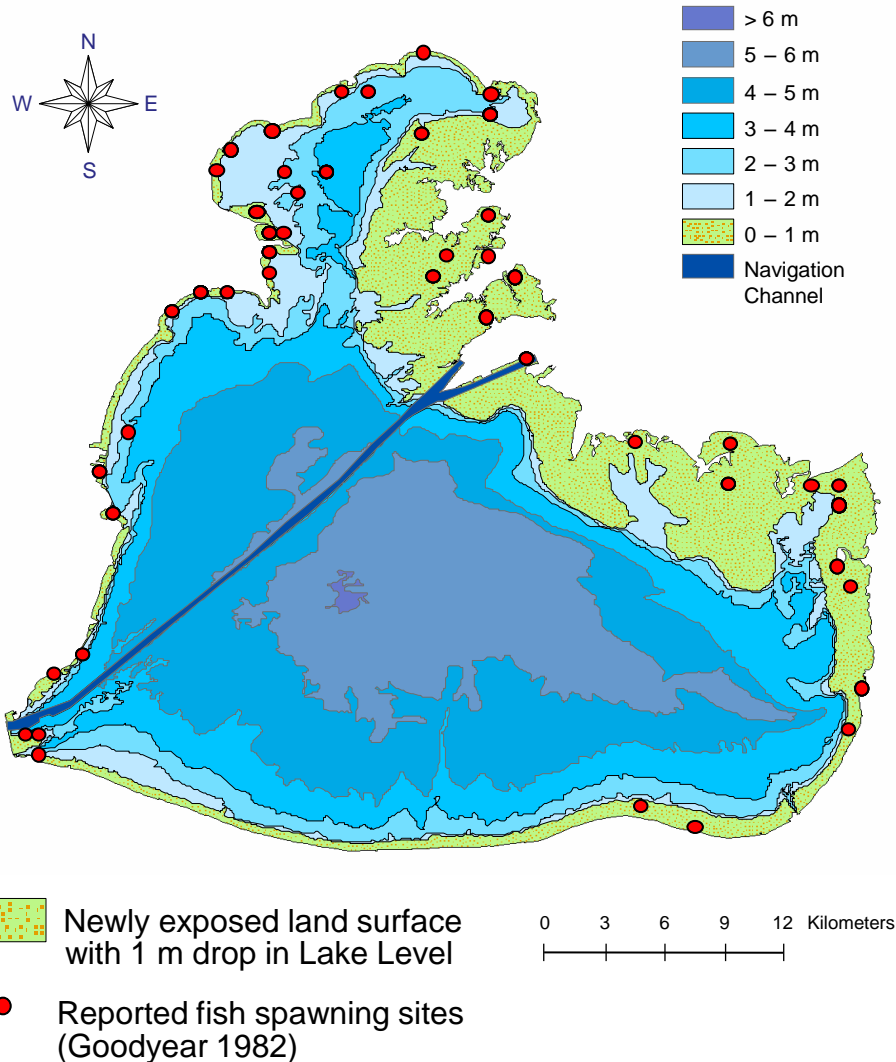 N
W
E
S
> 6 m
5 – 6 m
4 – 5 m
3 – 4 m
2 – 3 m
1 – 2 m
0 – 1 m
Navigation
Channel
Newly exposed land surface
with 1 m drop in Lake Level
0 3 6 9 12 Kilometers
Reported fish spawning sites
(Goodyear 1982)